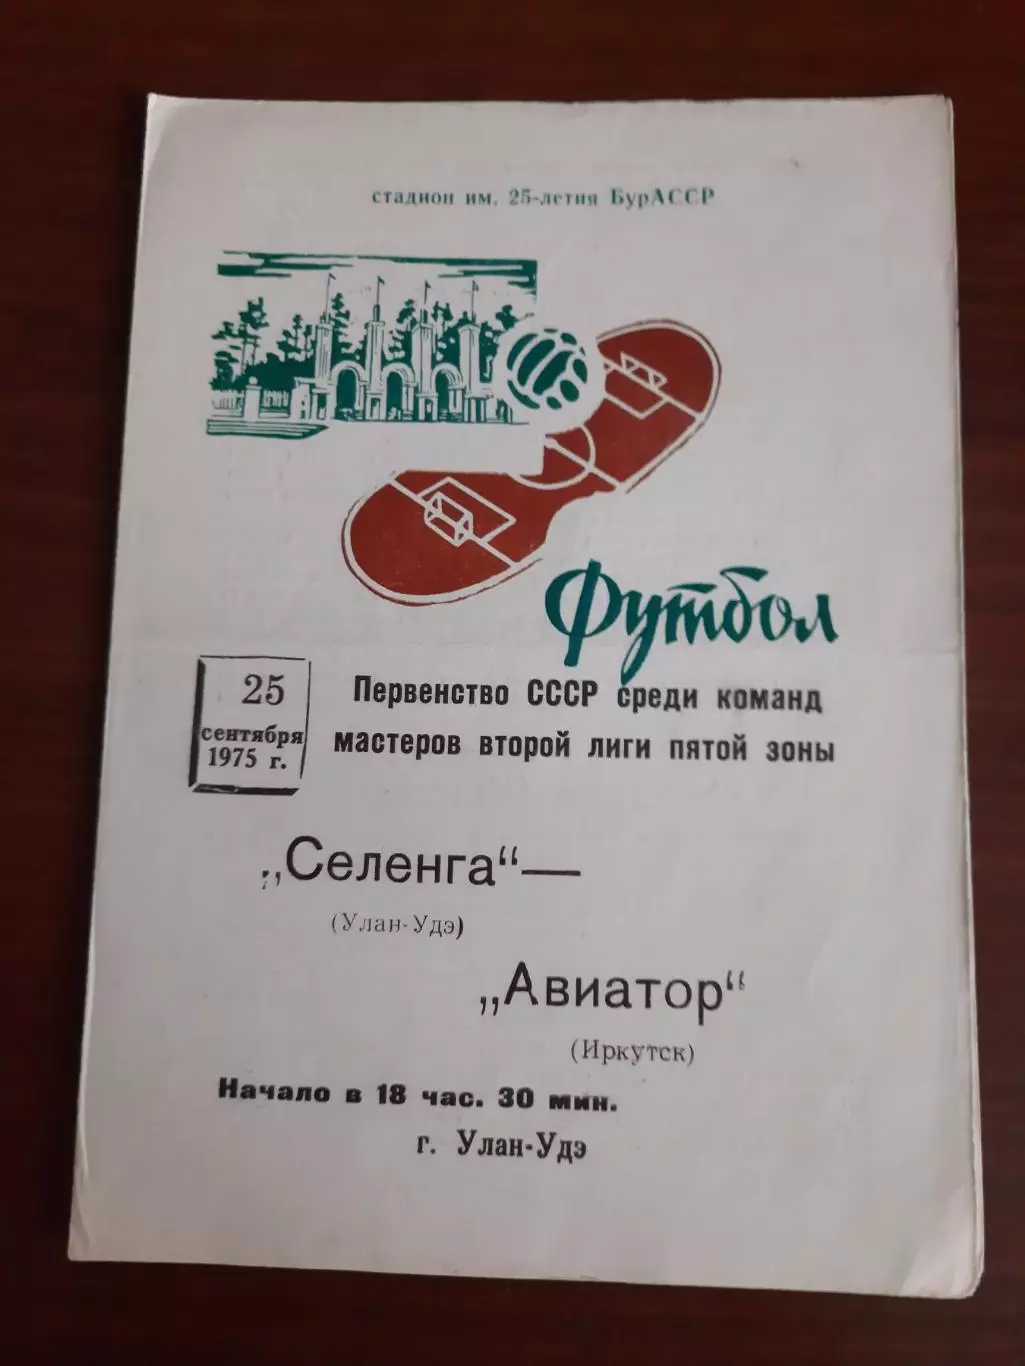 стадион им. 25-летия БурАССР
Футбол
25
сентября
1975 г.
Первенство СССР среди команд
мастеров второй лиги пятой зоны
„Селенга“—
(Улан-Удэ)
„Авиатор“
(Иркутск)
Начало в 18 час. 30 мин.
г. Улан-Удэ